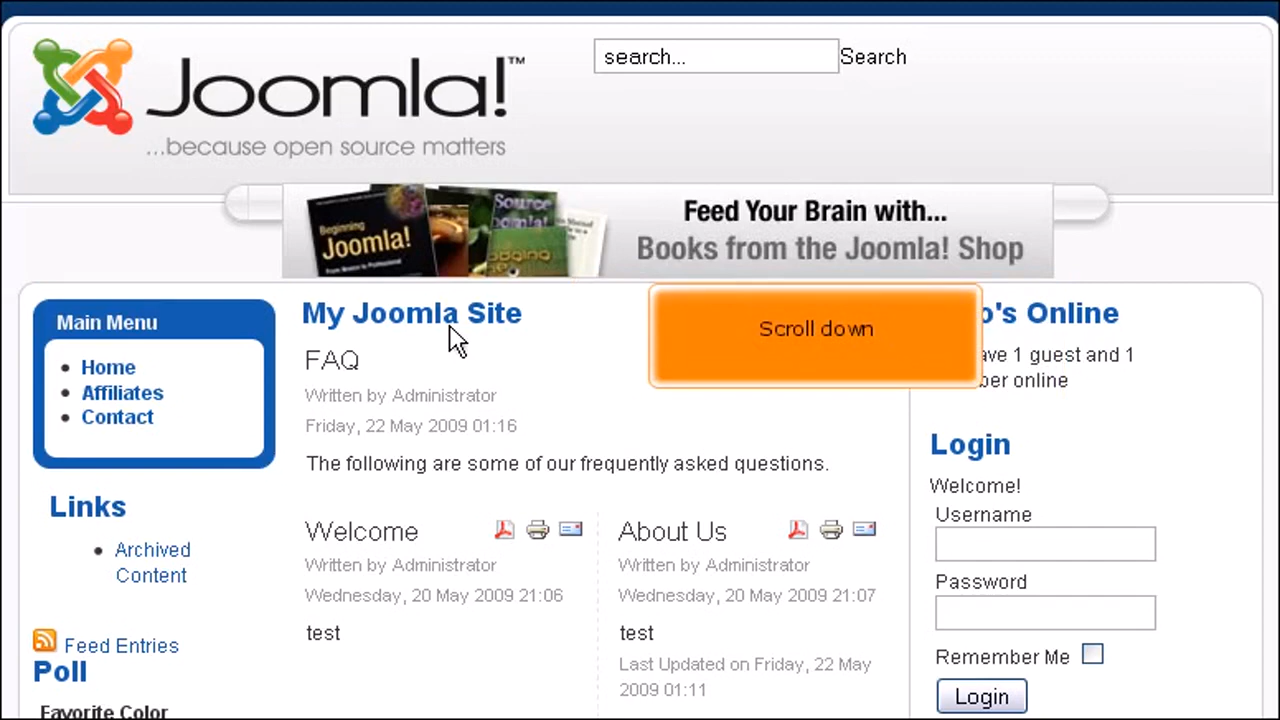 Joomla!™
...because open source matters
search... Search
Beginning
Joomla!
From Novice to Professional
Source
Feed Your Brain with...
Books from the Joomla! Shop
Main Menu
Home
Affiliates
Contact
Links
Archived
Content
Feed Entries
Poll
Favorite Color
My Joomla Site
FAQ
Written by Administrator
Friday, 22 May 2009 01:16
The following are some of our frequently asked questions.
Welcome
Written by Administrator
Wednesday, 20 May 2009 21:06
test
About Us
Written by Administrator
Wednesday, 20 May 2009 21:07
test
Last Updated on Friday, 22 May
2009 01:11
Scroll down
o's Online
ave 1 guest and 1
ber online
Login
Welcome!
Username
Password
Remember Me
Login